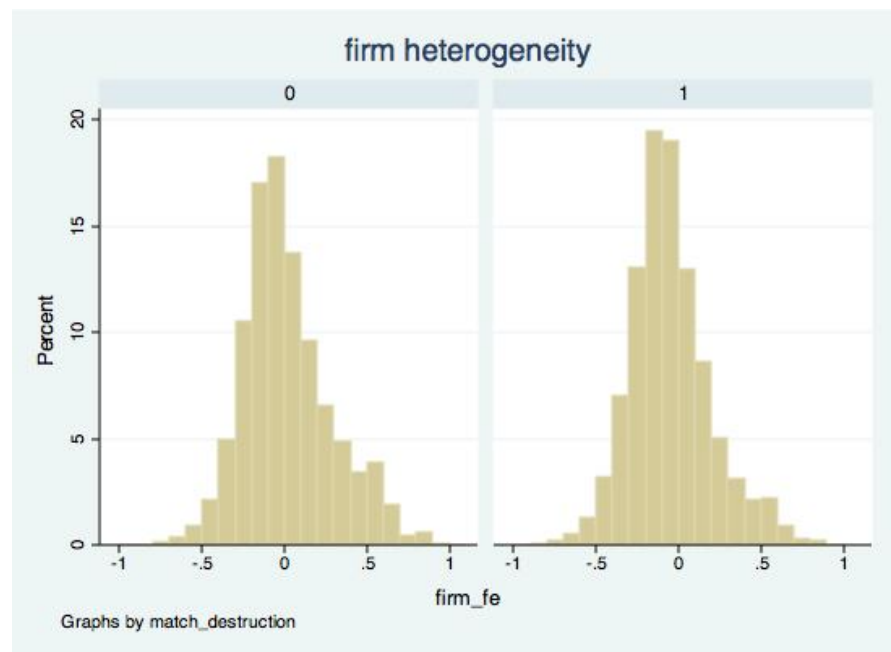 firm heterogeneity
0 1
20
15
10
5
0
Percent
-1 -.5 0 .5 1 -1 -.5 0 .5 1
firm_fe
Graphs by match_destruction